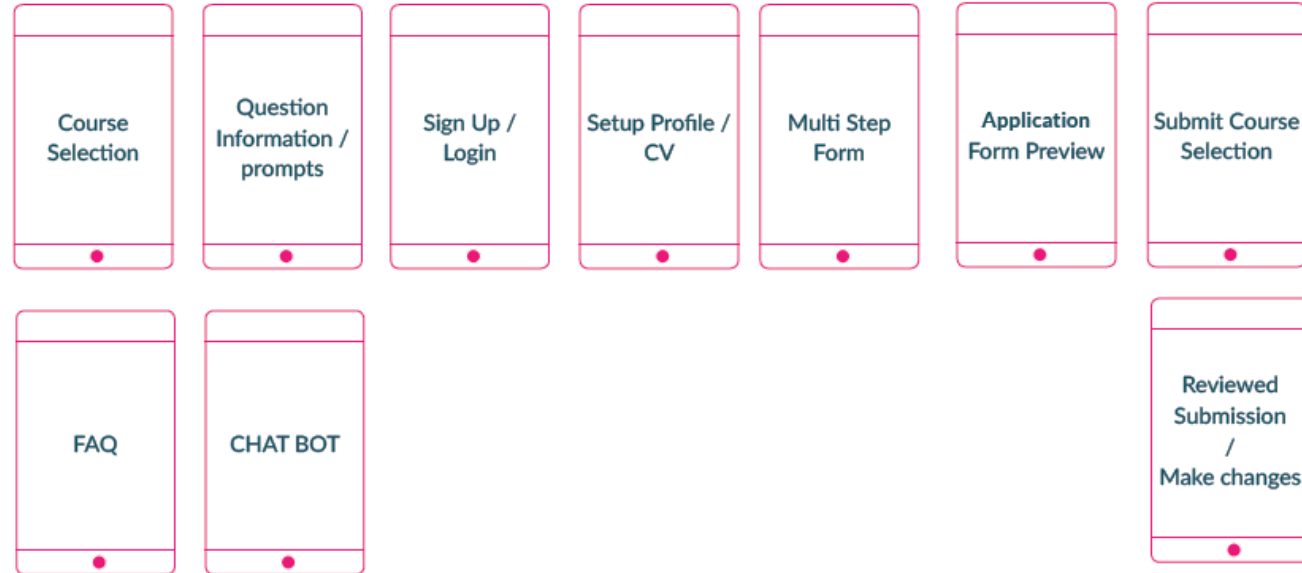 Course
Selection
Question
Information /
prompts
Sign Up /
Login
Setup Profile /
CV
Multi Step
Form
Application
Form Preview
Submit Course
Selection
FAQ
CHAT BOT
Reviewed
Submission
/
Make changes